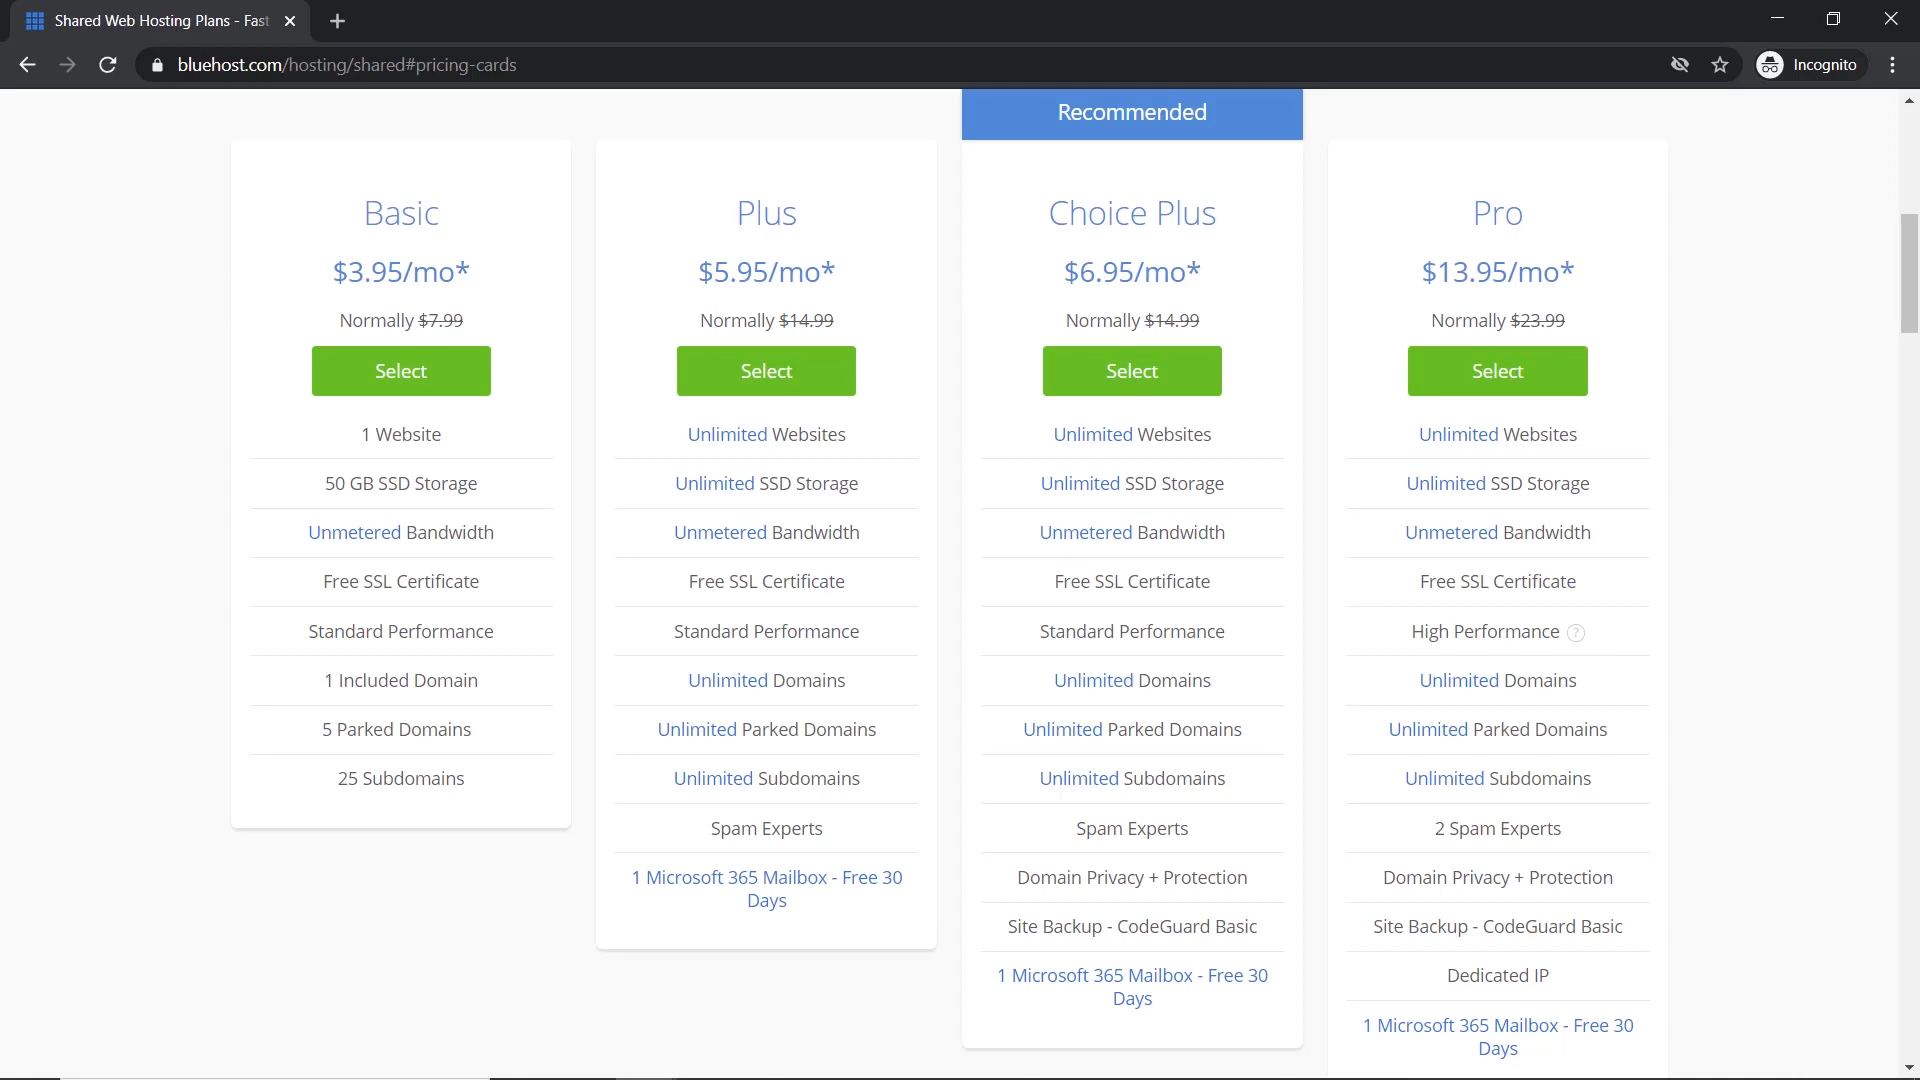 Shared Web Hosting Plans - Fast
bluehost.com/hosting/shared#pricing-cards
Incognito
Recommended
Basic
$3.95/mo*
Normally $7.99
Select
1 Website
50 GB SSD Storage
Unmetered Bandwidth
Free SSL Certificate
Standard Performance
1 Included Domain
5 Parked Domains
25 Subdomains
Plus
$5.95/mo*
Normally $14.99
Select
Unlimited Websites
Unlimited SSD Storage
Unmetered Bandwidth
Free SSL Certificate
Standard Performance
Unlimited Domains
Unlimited Parked Domains
Unlimited Subdomains
Spam Experts
1 Microsoft 365 Mailbox - Free 30
Days
Choice Plus
$6.95/mo*
Normally $14.99
Select
Unlimited Websites
Unlimited SSD Storage
Unmetered Bandwidth
Free SSL Certificate
Standard Performance
Unlimited Domains
Unlimited Parked Domains
Unlimited Subdomains
Spam Experts
Domain Privacy + Protection
Site Backup - CodeGuard Basic
1 Microsoft 365 Mailbox - Free 30
Days
Pro
$13.95/mo*
Normally $23.99
Select
Unlimited Websites
Unlimited SSD Storage
Unmetered Bandwidth
Free SSL Certificate
High Performance ?
Unlimited Domains
Unlimited Parked Domains
Unlimited Subdomains
2 Spam Experts
Domain Privacy + Protection
Site Backup - CodeGuard Basic
Dedicated IP
1 Microsoft 365 Mailbox - Free 30
Days